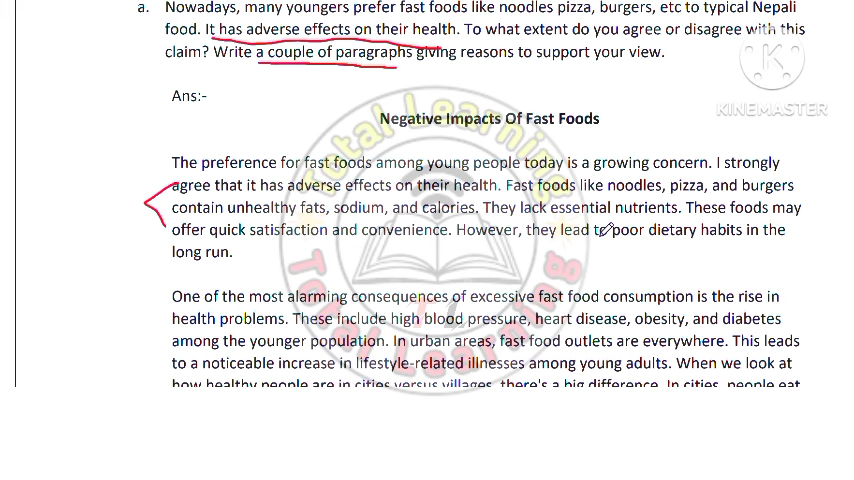 a. Nowadays, many youngers prefer fast foods like noodles pizza, burgers, etc to typical Nepali
food. It has adverse effects on their health. To what extent do you agree or disagree with this
claim? Write a couple of paragraphs giving reasons to support your view.
K
KINEMASTER
Ans:-
Negative Impacts Of Fast Foods
The preference for fast foods among young people today is a growing concern. I strongly
agree that it has adverse effects on their health. Fast foods like noodles, pizza, and burgers
contain unhealthy fats, sodium, and calories. They lack essential nutrients. These foods may
offer quick satisfaction and convenience. However, they lead to poor dietary habits in the
long run.
One of the most alarming consequences of excessive fast food consumption is the rise in
health problems. These include high blood pressure, heart disease, obesity, and diabetes
among the younger population. In urban areas, fast food outlets are everywhere. This leads
to a noticeable increase in lifestyle-related illnesses among young adults. When we look at
how healthy people are in cities versus villages, there's a big difference. In cities, people eat
Total Learning
Total Learning